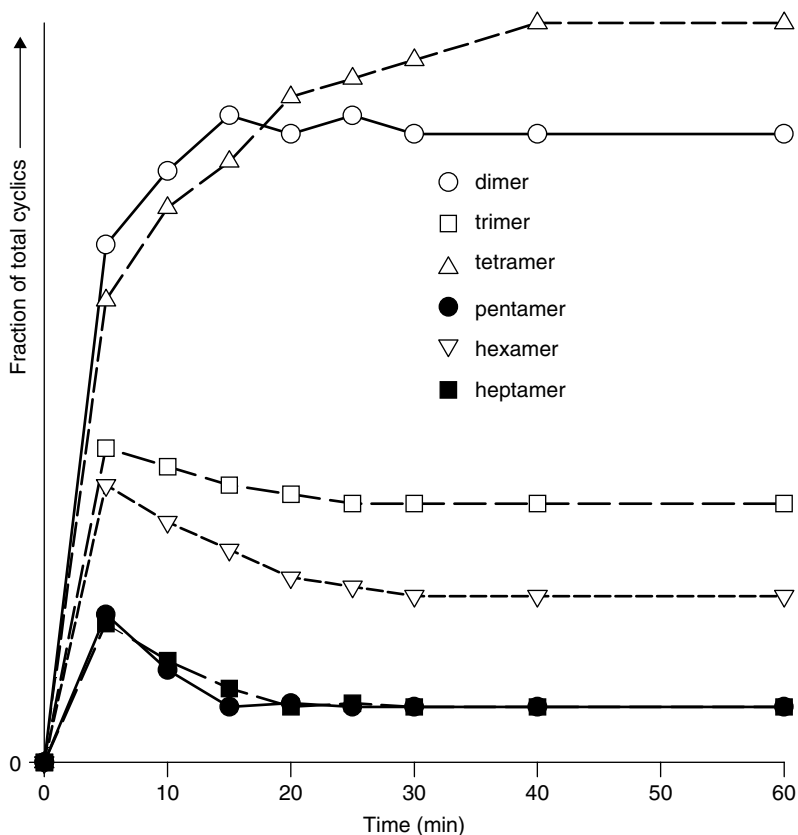 Fraction of total cyclics
dimer
trimer
tetramer
pentamer
hexamer
heptamer
0
0 10 20 30 40 50 60
Time (min)